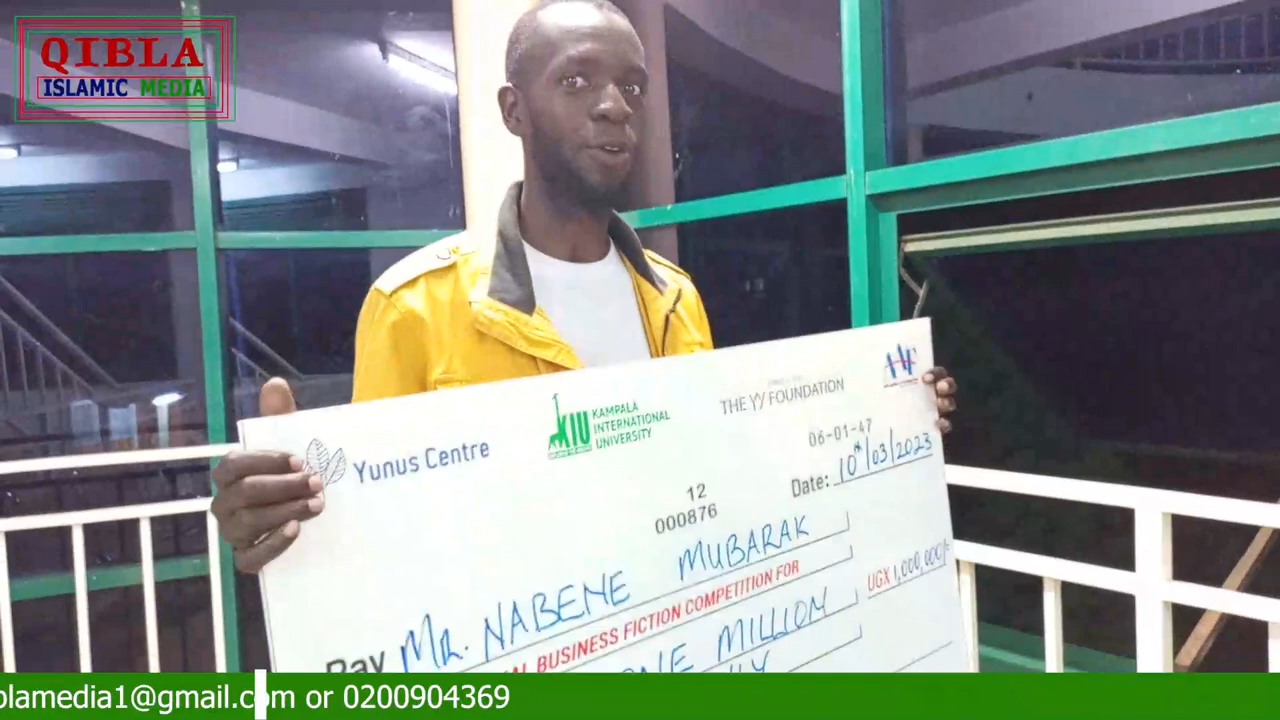 QIBLA
ISLAMIC MEDIA
Yunus Centre
KIU
KAMPALA
INTERNATIONAL
UNIVERSITY
THE YY FOUNDATION
06-01-47
Date: 10th/03/2023
12
000876
Pay Mr. NABENE MUBARAK
BUSINESS FICTION COMPETITION FOR
ONE MILLION
UGX 1,000,000/=
blamedia1@gmail.com or 0200904369